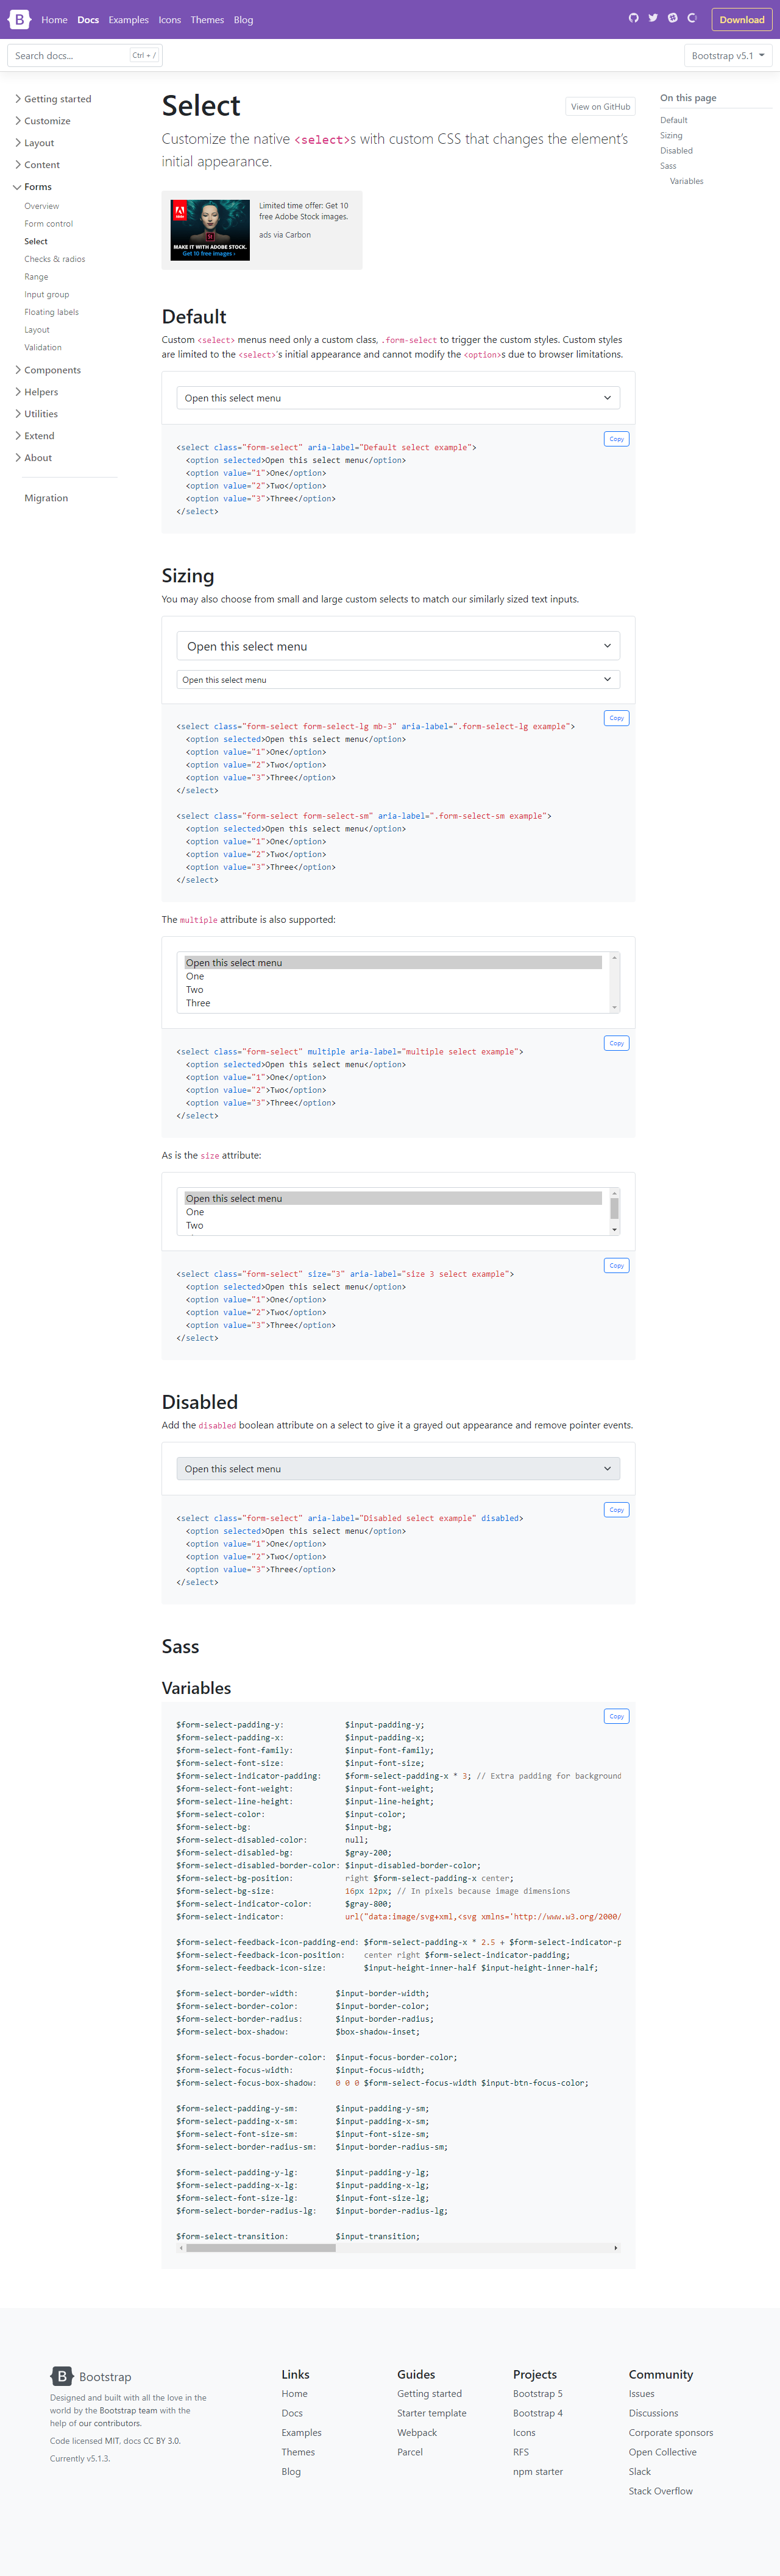 B Home Docs Examples Icons Themes Blog Download
Search docs... Ctrl + / Bootstrap v5.1
Getting started
Customize
Layout
Content
Forms
Overview
Form control
Select
Checks & radios
Range
Input group
Floating labels
Layout
Validation
Components
Helpers
Utilities
Extend
About
Migration
Select
View on GitHub
Customize the native <select>s with custom CSS that changes the element's
initial appearance.
Adobe
MAKE IT WITH ADOBE STOCK.
Get 10 free images ›
Limited time offer: Get 10
free Adobe Stock images.
ads via Carbon
On this page
Default
Sizing
Disabled
Sass
Variables
Default
Custom <select> menus need only a custom class, .form-select to trigger the custom styles. Custom styles
are limited to the <select>'s initial appearance and cannot modify the <option>s due to browser limitations.
Open this select menu
Copy
<select class="form-select" aria-label="Default select example">
  <option selected>Open this select menu</option>
  <option value="1">One</option>
  <option value="2">Two</option>
  <option value="3">Three</option>
</select>
Sizing
You may also choose from small and large custom selects to match our similarly sized text inputs.
Open this select menu
Open this select menu
Copy
<select class="form-select form-select-lg mb-3" aria-label=".form-select-lg example">
  <option selected>Open this select menu</option>
  <option value="1">One</option>
  <option value="2">Two</option>
  <option value="3">Three</option>
</select>
<select class="form-select form-select-sm" aria-label=".form-select-sm example">
  <option selected>Open this select menu</option>
  <option value="1">One</option>
  <option value="2">Two</option>
  <option value="3">Three</option>
</select>
The multiple attribute is also supported:
Open this select menu
One
Two
Three
Copy
<select class="form-select" multiple aria-label="multiple select example">
  <option selected>Open this select menu</option>
  <option value="1">One</option>
  <option value="2">Two</option>
  <option value="3">Three</option>
</select>
As is the size attribute:
Open this select menu
One
Two
Copy
<select class="form-select" size="3" aria-label="size 3 select example">
  <option selected>Open this select menu</option>
  <option value="1">One</option>
  <option value="2">Two</option>
  <option value="3">Three</option>
</select>
Disabled
Add the disabled boolean attribute on a select to give it a grayed out appearance and remove pointer events.
Open this select menu
Copy
<select class="form-select" aria-label="Disabled select example" disabled>
  <option selected>Open this select menu</option>
  <option value="1">One</option>
  <option value="2">Two</option>
  <option value="3">Three</option>
</select>
Sass
Variables
Copy
$form-select-padding-y: $input-padding-y;
$form-select-padding-x: $input-padding-x;
$form-select-font-family: $input-font-family;
$form-select-font-size: $input-font-size;
$form-select-indicator-padding: $form-select-padding-x * 3; // Extra padding for background
$form-select-font-weight: $input-font-weight;
$form-select-line-height: $input-line-height;
$form-select-color: $input-color;
$form-select-bg: $input-bg;
$form-select-disabled-color: null;
$form-select-disabled-bg: $gray-200;
$form-select-disabled-border-color: $input-disabled-border-color;
$form-select-bg-position: right $form-select-padding-x center;
$form-select-bg-size: 16px 12px; // In pixels because image dimensions
$form-select-indicator-color: $gray-800;
$form-select-indicator: url("data:image/svg+xml,<svg xmlns='http://www.w3.org/2000/
$form-select-feedback-icon-padding-end: $form-select-padding-x * 2.5 + $form-select-indicator-p
$form-select-feedback-icon-position: center right $form-select-indicator-padding;
$form-select-feedback-icon-size: $input-height-inner-half $input-height-inner-half;
$form-select-border-width: $input-border-width;
$form-select-border-color: $input-border-color;
$form-select-border-radius: $input-border-radius;
$form-select-box-shadow: $box-shadow-inset;
$form-select-focus-border-color: $input-focus-border-color;
$form-select-focus-width: $input-focus-width;
$form-select-focus-box-shadow: 0 0 0 $form-select-focus-width $input-btn-focus-color;
$form-select-padding-y-sm: $input-padding-y-sm;
$form-select-padding-x-sm: $input-padding-x-sm;
$form-select-font-size-sm: $input-font-size-sm;
$form-select-border-radius-sm: $input-border-radius-sm;
$form-select-padding-y-lg: $input-padding-y-lg;
$form-select-padding-x-lg: $input-padding-x-lg;
$form-select-font-size-lg: $input-font-size-lg;
$form-select-border-radius-lg: $input-border-radius-lg;
$form-select-transition: $input-transition;
B Bootstrap
Designed and built with all the love in the
world by the Bootstrap team with the
help of our contributors.
Code licensed MIT, docs CC BY 3.0.
Currently v5.1.3.
Links
Home
Docs
Examples
Themes
Blog
Guides
Getting started
Starter template
Webpack
Parcel
Projects
Bootstrap 5
Bootstrap 4
Icons
RFS
npm starter
Community
Issues
Discussions
Corporate sponsors
Open Collective
Slack
Stack Overflow